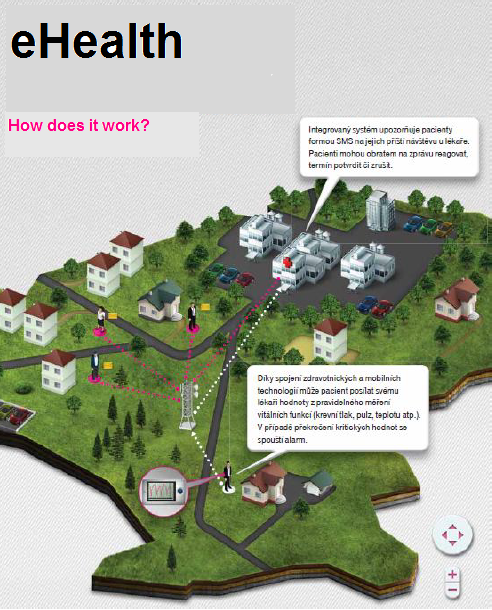 eHealth
How does it work?
Integrovaný systém upozorňuje pacienty
formou SMS na jejich příští návštěvu u lékaře.
Pacienti mohou obratem na zprávu reagovat,
termín potvrdit či zrušit.
Díky spojení zdravotnických a mobilních
technologií může pacient posílat svému
lékaři hodnoty z pravidelného měření
vitálních funkcí (krevní tlak, pulz, teplotu atp.).
V případě překročení kritických hodnot se
spouští alarm.